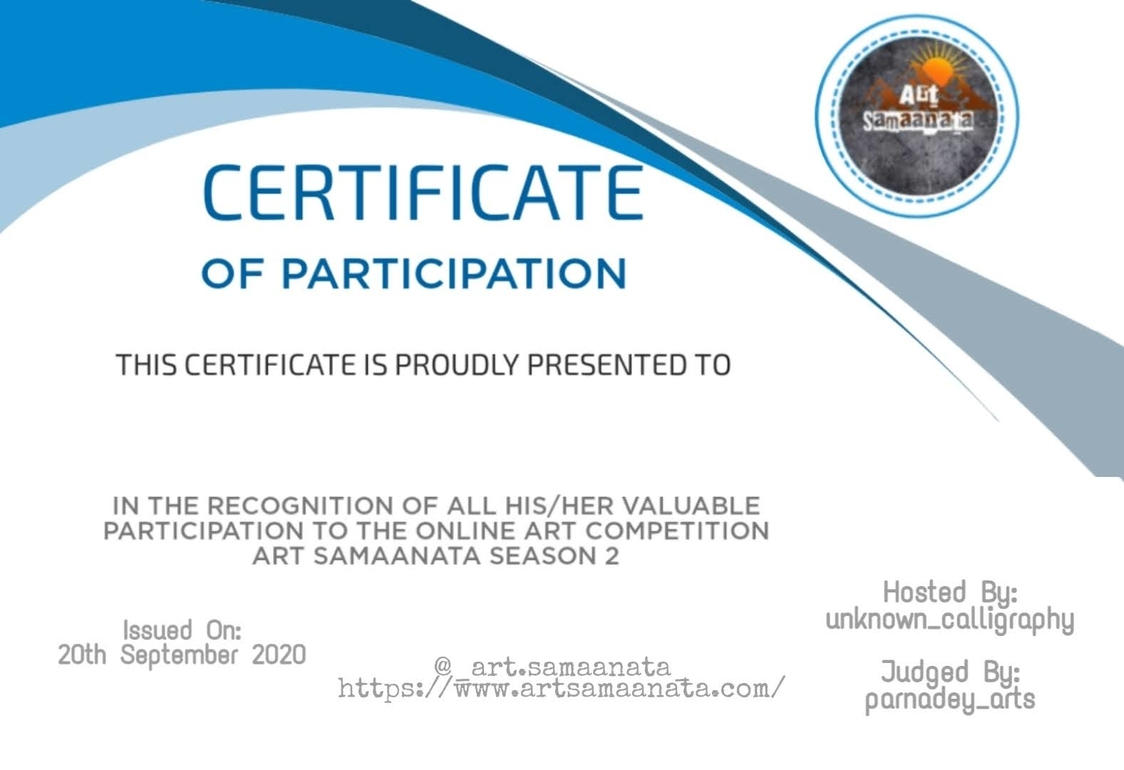 Art
Samaanata
CERTIFICATE
OF PARTICIPATION
THIS CERTIFICATE IS PROUDLY PRESENTED TO
IN THE RECOGNITION OF ALL HIS/HER VALUABLE
PARTICIPATION TO THE ONLINE ART COMPETITION
ART SAMAANATA SEASON 2
Issued On:
20th September 2020
@_art.samaanata_
https://www.artsamaanata.com/
Hosted By:
unknown_calligraphy
Judged By:
parnadey_arts